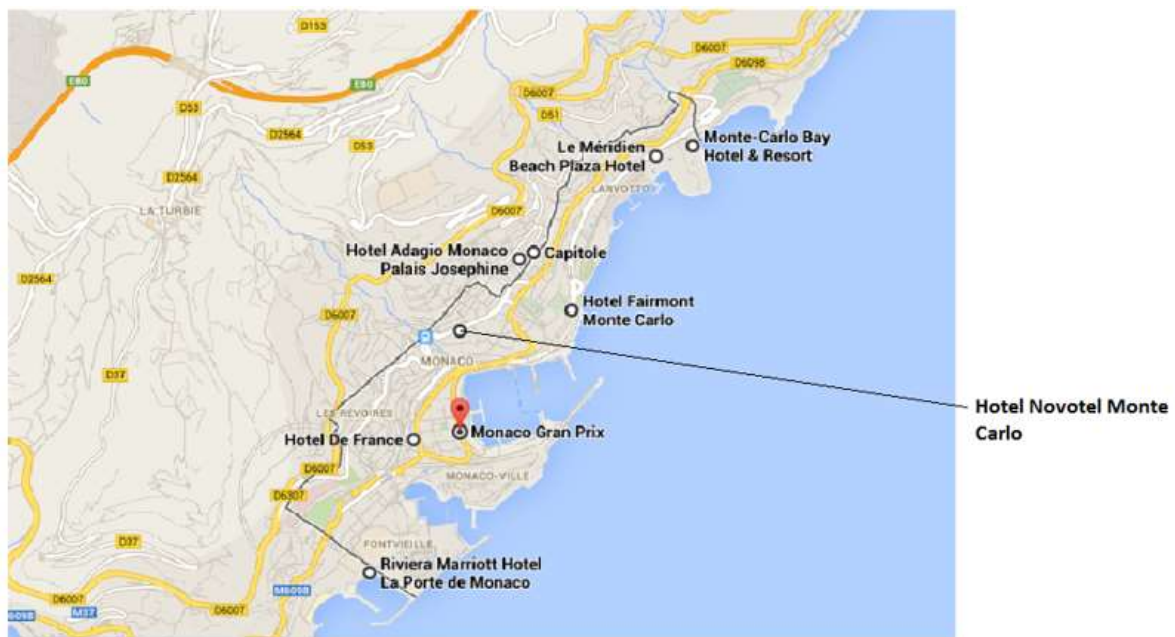 D153
D6007
D6098
E80
E80
D6007
D53
D51
D2564
D53
Le Méridien
Beach Plaza Hotel
Monte-Carlo Bay
Hotel & Resort
D2564
LARVOTTO
LA TURBIE
D6007
Hotel Adagio Monaco
Palais Josephine
Capitole
D2564
Hotel Fairmont
Monte Carlo
D6007
MONACO
D37
Hotel Novotel Monte
Carlo
LES RÉVOIRES
Hotel De France
Monaco Gran Prix
D6007
MONACO-VILLE
D6307
D37
FONTVIEILLE
Riviera Marriott Hotel
La Porte de Monaco
M6098
D6007
D6007
M37